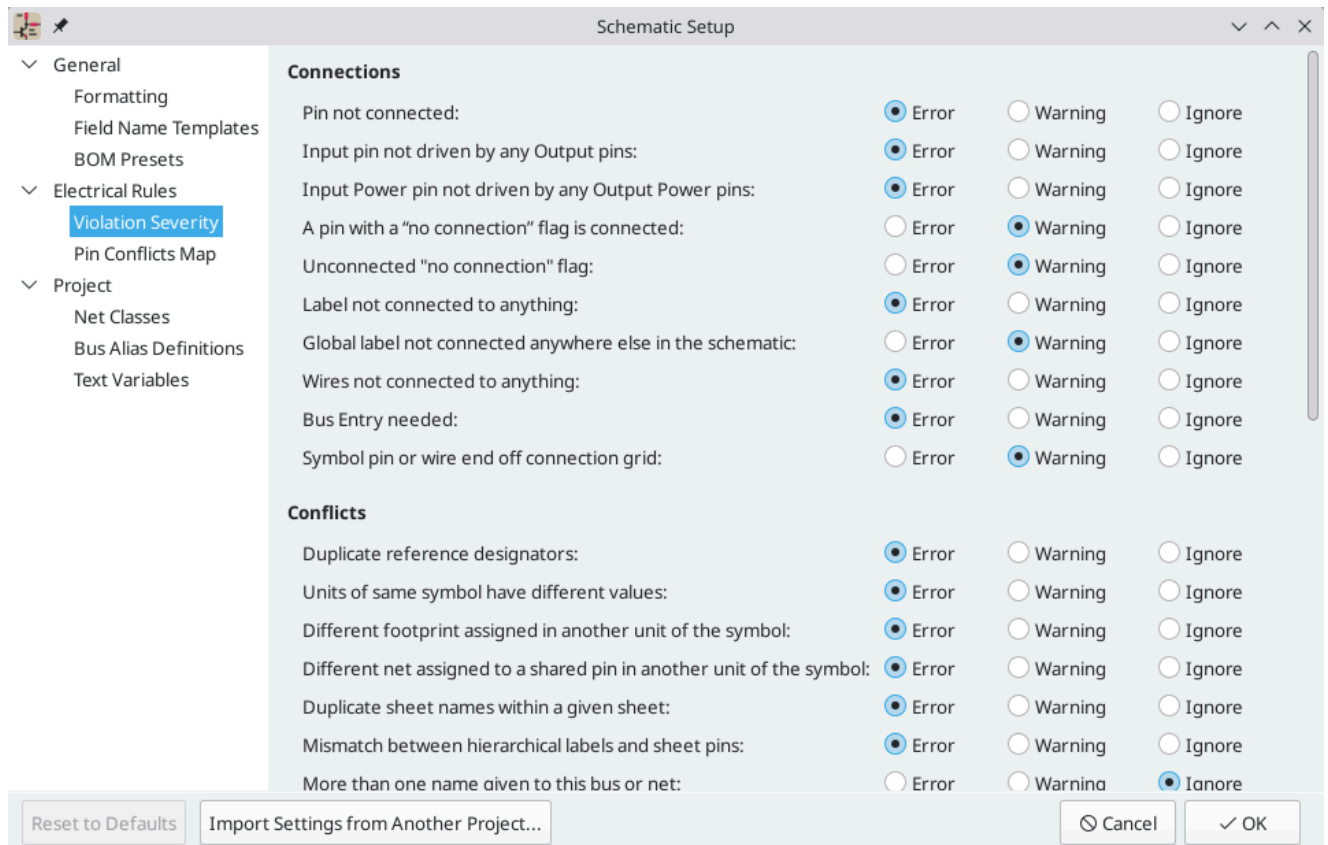 Schematic Setup
General
Formatting
Field Name Templates
BOM Presets
Electrical Rules
Violation Severity
Pin Conflicts Map
Project
Net Classes
Bus Alias Definitions
Text Variables
Connections
Pin not connected: Error Warning Ignore
Input pin not driven by any Output pins: Error Warning Ignore
Input Power pin not driven by any Output Power pins: Error Warning Ignore
A pin with a “no connection” flag is connected: Error Warning Ignore
Unconnected "no connection" flag: Error Warning Ignore
Label not connected to anything: Error Warning Ignore
Global label not connected anywhere else in the schematic: Error Warning Ignore
Wires not connected to anything: Error Warning Ignore
Bus Entry needed: Error Warning Ignore
Symbol pin or wire end off connection grid: Error Warning Ignore
Conflicts
Duplicate reference designators: Error Warning Ignore
Units of same symbol have different values: Error Warning Ignore
Different footprint assigned in another unit of the symbol: Error Warning Ignore
Different net assigned to a shared pin in another unit of the symbol: Error Warning Ignore
Duplicate sheet names within a given sheet: Error Warning Ignore
Mismatch between hierarchical labels and sheet pins: Error Warning Ignore
More than one name given to this bus or net: Error Warning Ignore
Reset to Defaults Import Settings from Another Project... Cancel OK